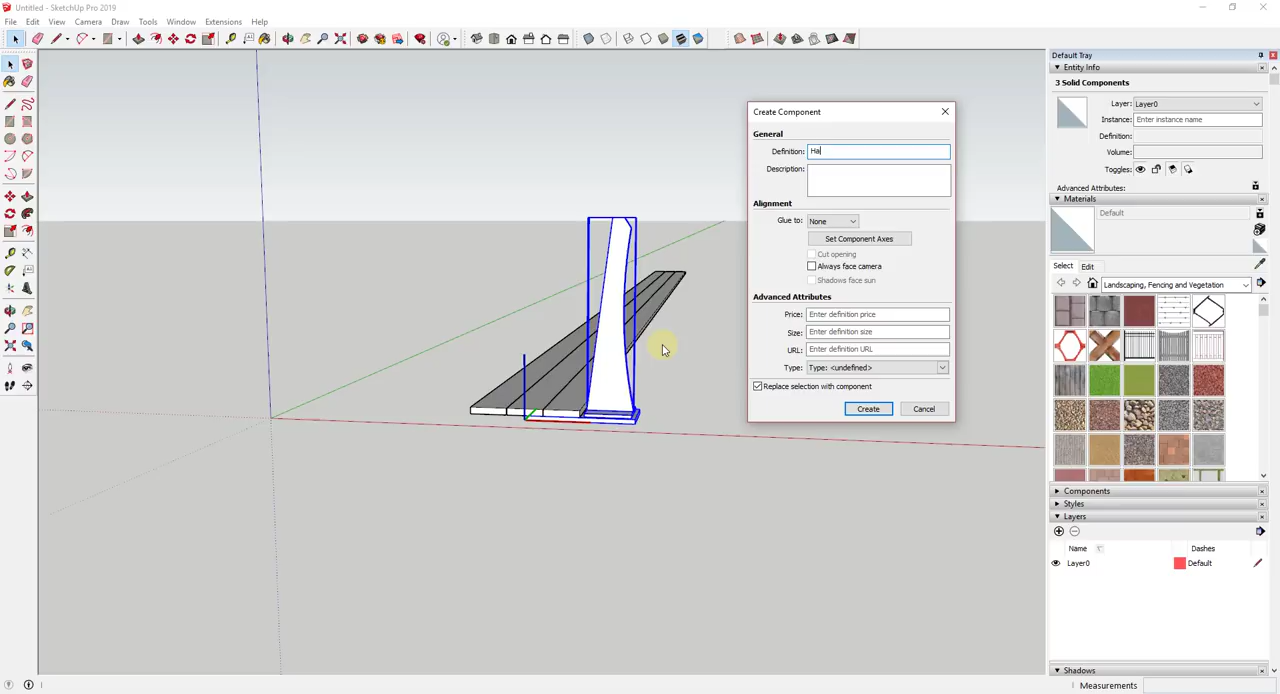 Untitled - SketchUp Pro 2019
File Edit View Camera Draw Tools Window Extensions Help
Default Tray
Entity Info
3 Solid Components
Layer: Layer0
Instance: Enter instance name
Definition:
Volume:
Toggles:
Advanced Attributes:
Materials
Default
Select Edit
Landscaping, Fencing and Vegetation
Components
Styles
Layers
Name Dashes
Layer0 Default
Shadows
Measurements
Create Component
General
Definition: Ha
Description:
Alignment
Glue to: None
Set Component Axes
Cut opening
Always face camera
Shadows face sun
Advanced Attributes
Price: Enter definition price
Size: Enter definition size
URL: Enter definition URL
Type: Type: <undefined>
Replace selection with component
Create Cancel